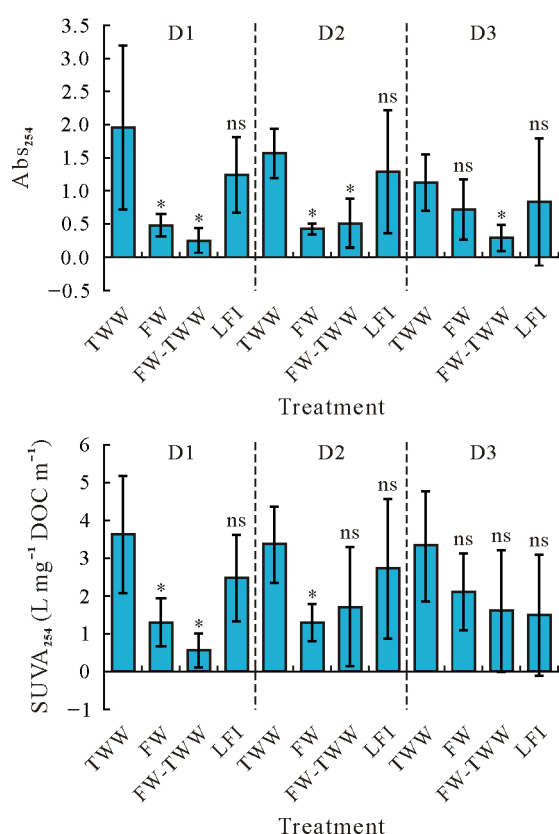 D1 D2 D3
3.5
3.0
2.5
2.0
1.5
1.0
0.5
0.0
−0.5
Abs₂₅₄
* * ns * * ns ns * ns
TWW FW FW-TWW LFI TWW FW FW-TWW LFI TWW FW FW-TWW LFI
Treatment
D1 D2 D3
6
5
4
3
2
1
0
−1
SUVA₂₅₄ (L mg⁻¹ DOC m⁻¹)
* * ns * ns ns ns ns ns
TWW FW FW-TWW LFI TWW FW FW-TWW LFI TWW FW FW-TWW LFI
Treatment